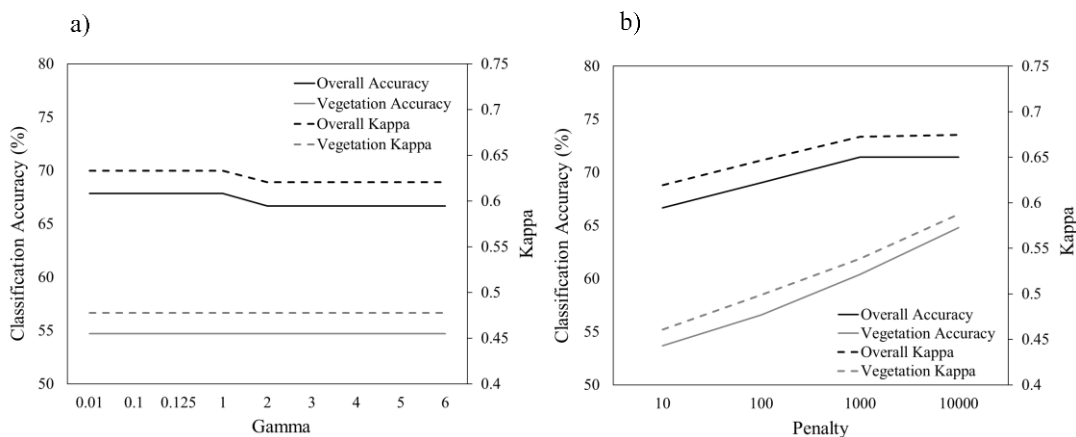 a)
Classification Accuracy (%)
80
75
70
65
60
55
50
Overall Accuracy
Vegetation Accuracy
Overall Kappa
Vegetation Kappa
0.75
0.7
0.65
0.6
0.55
0.5
0.45
0.4
Kappa
0.01 0.1 0.125 1 2 3 4 5 6
Gamma
b)
Classification Accuracy (%)
80
75
70
65
60
55
50
0.75
0.7
0.65
0.6
0.55
0.5
0.45
0.4
Kappa
Overall Accuracy
Vegetation Accuracy
Overall Kappa
Vegetation Kappa
10 100 1000 10000
Penalty